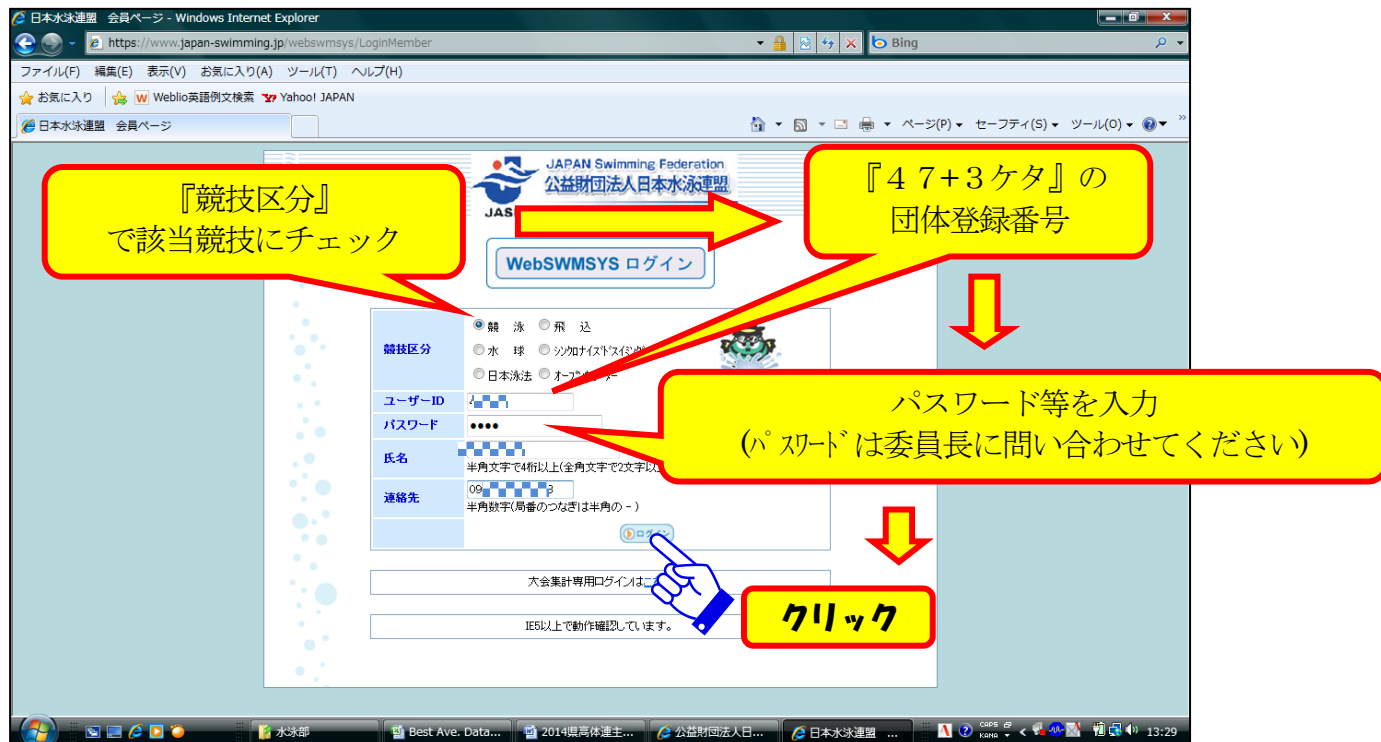 日本水泳連盟 会員ページ - Windows Internet Explorer
https://www.japan-swimming.jp/webswmsys/LoginMember
Bing
ファイル(F) 編集(E) 表示(V) お気に入り(A) ツール(T) ヘルプ(H)
お気に入り Weblio英語例文検索 Yahoo! JAPAN
日本水泳連盟 会員ページ
ページ(P) セーフティ(S) ツール(O)
JAPAN Swimming Federation
公益財団法人日本水泳連盟
『競技区分』
で該当競技にチェック
『47+3ケタ』の
団体登録番号
WebSWMSYS ログイン
競技区分
競 泳 飛 込
水 球
日本泳法
ユーザーID
パスワード ••••
パスワード等を入力
(パスワードは委員長に問い合わせてください)
氏名
半角文字で4桁以上(全角文字で2文字以
連絡先
09 3
半角数字(局番のつなぎは半角の - )
ログイン
大会集計専用ログインは
クリック
IE5以上で動作確認しています。
水泳部 Best Ave. Data... 2014県高体連主... 公益財団法人日... 日本水泳連盟 ... CAPS KANA 13:29